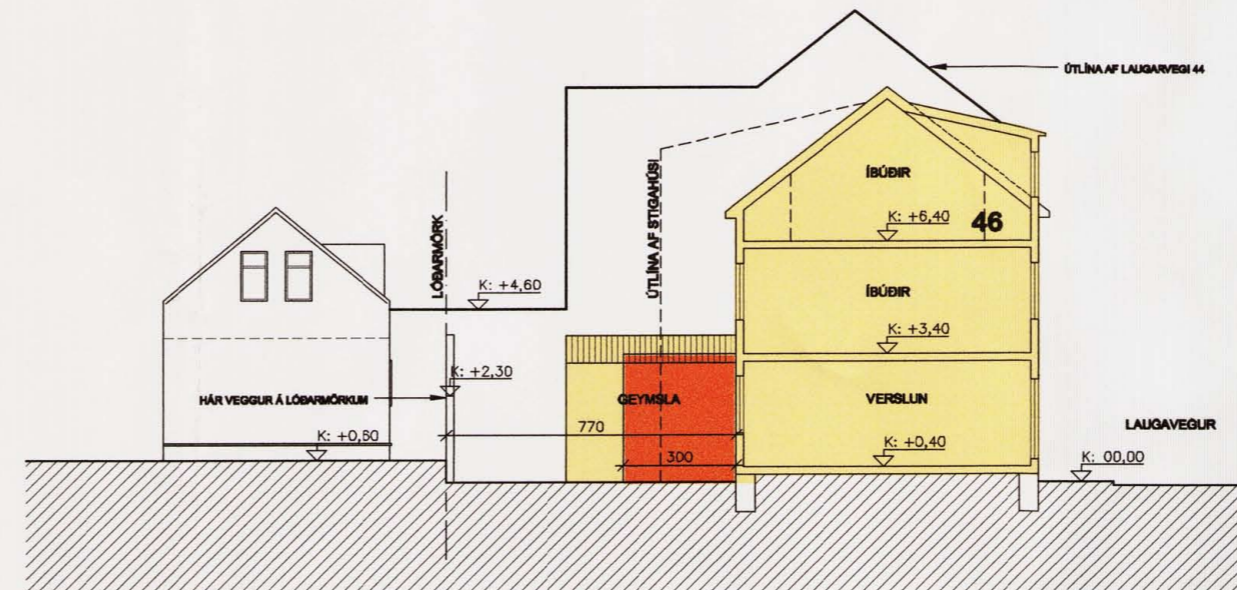 ÚTLÍNA AF LAUGARVEGI 44
ÍBÚÐIR
K: +6,40
46
LÓÐARMÖRK
ÚTLÍNA AF STIGAHÚSI
K: +4,60
ÍBÚÐIR
K: +3,40
K: +2,30
HÁR VEGGUR Á LÓÐARMÖRKUM
GEYMSLA
VERSLUN
770
LAUGAVEGUR
K: +0,60
K: +0,40
300
K: 00,00